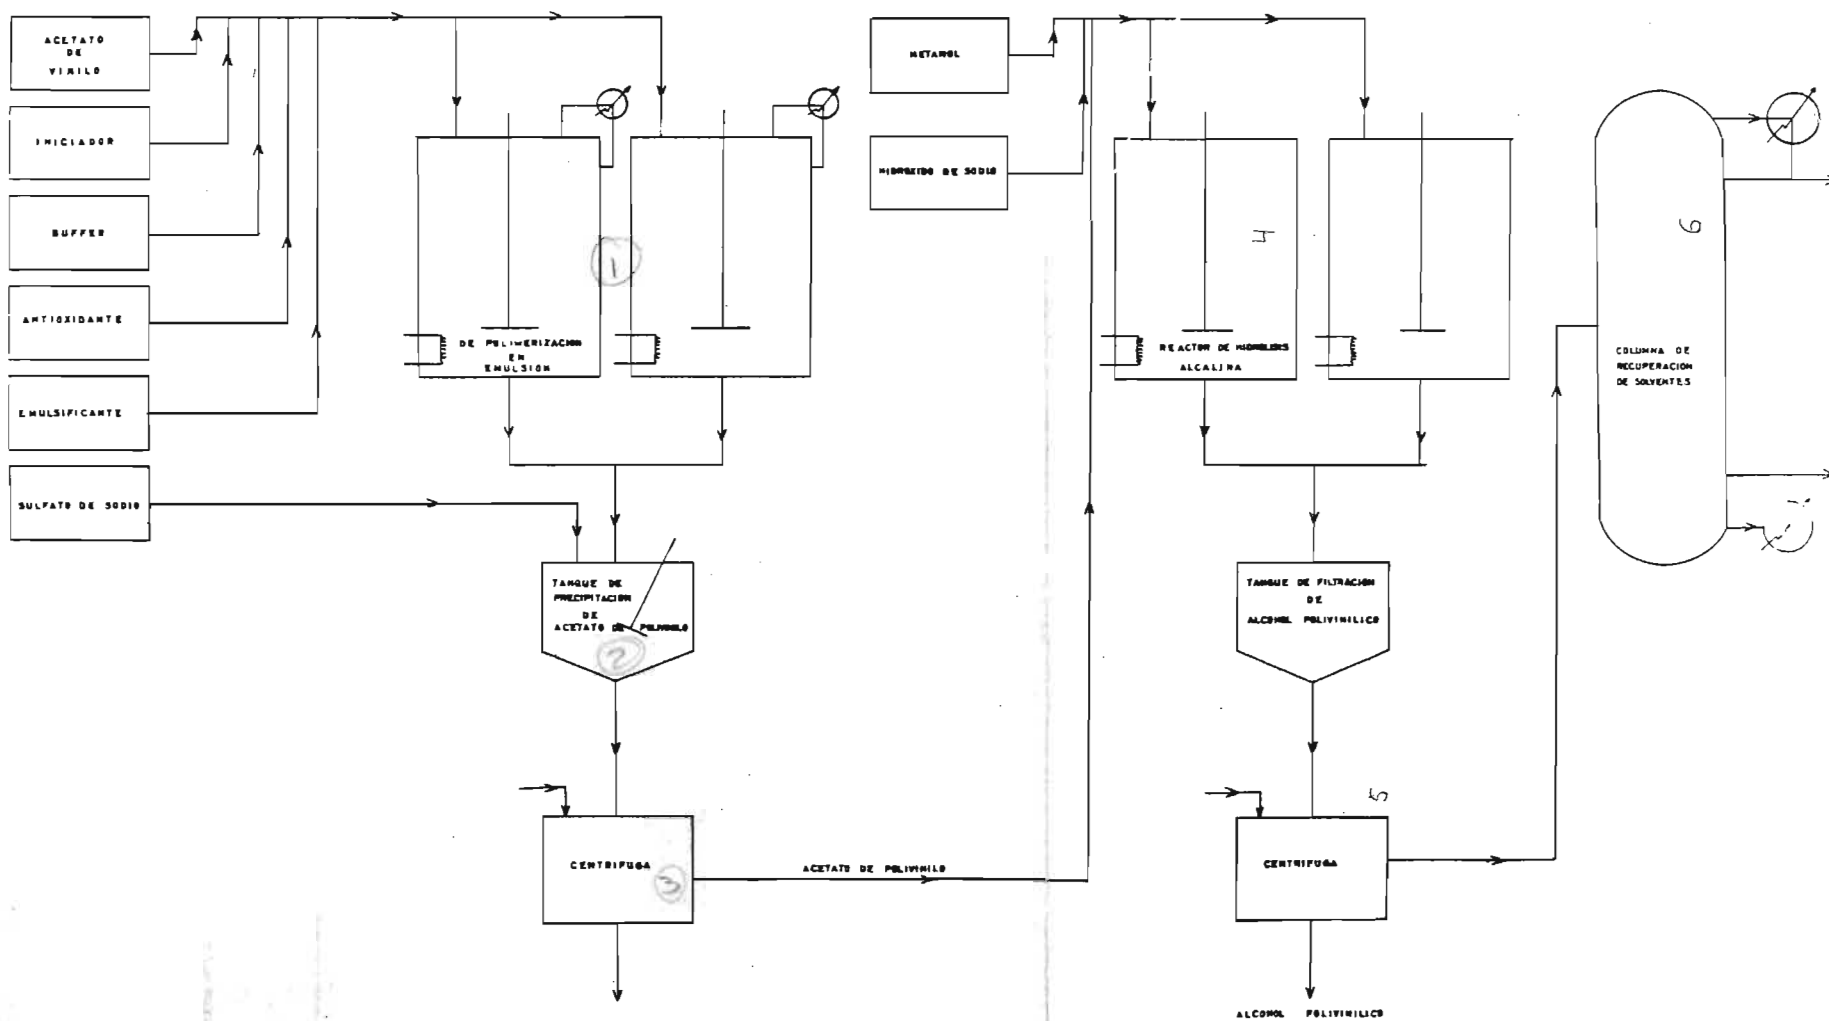 ACETATO
DE
VINILO
INICIADOR
BUFFER
ANTIOXIDANTE
EMULSIFICANTE
SULFATO DE SODIO
1
DE POLIMERIZACION
EN
EMULSION
TANQUE DE
PRECIPITACION
DE
ACETATO DE POLIVINILO
2
CENTRIFUGA
3
ACETATO DE POLIVINILO
METANOL
HIDROXIDO DE SODIO
4
REACTOR DE HIDROLISIS
ALCALINA
TANQUE DE FILTRACION
DE
ALCOHOL POLIVINILICO
5
CENTRIFUGA
ALCOHOL POLIVINILICO
6
COLUMNA DE
RECUPERACION
DE SOLVENTES